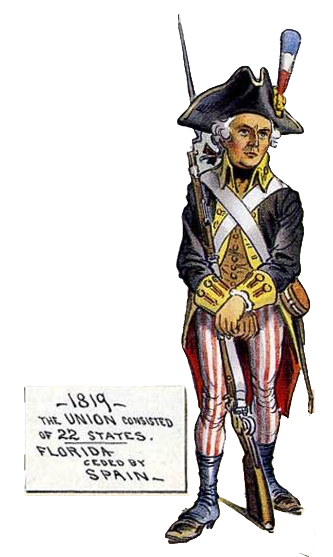 -1819-
THE UNION CONSISTED
OF 22 STATES.
FLORIDA
CEDED BY
SPAIN-